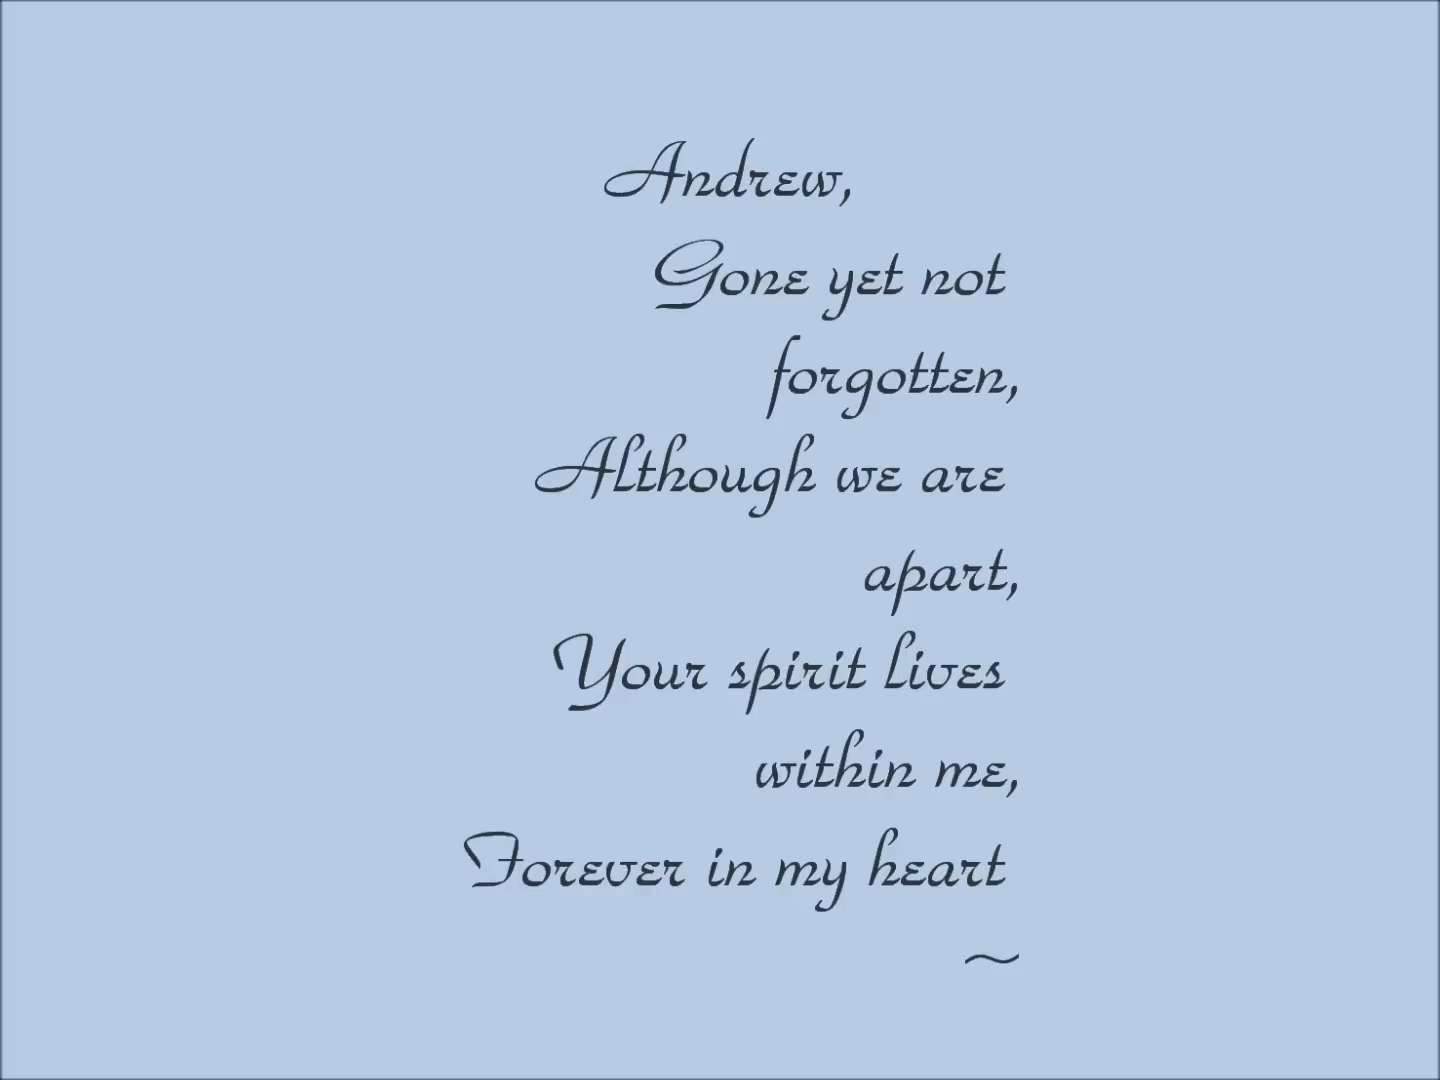 Andrew,
Gone yet not
forgotten,
Although we are
apart,
Your spirit lives
within me,
Forever in my heart
~